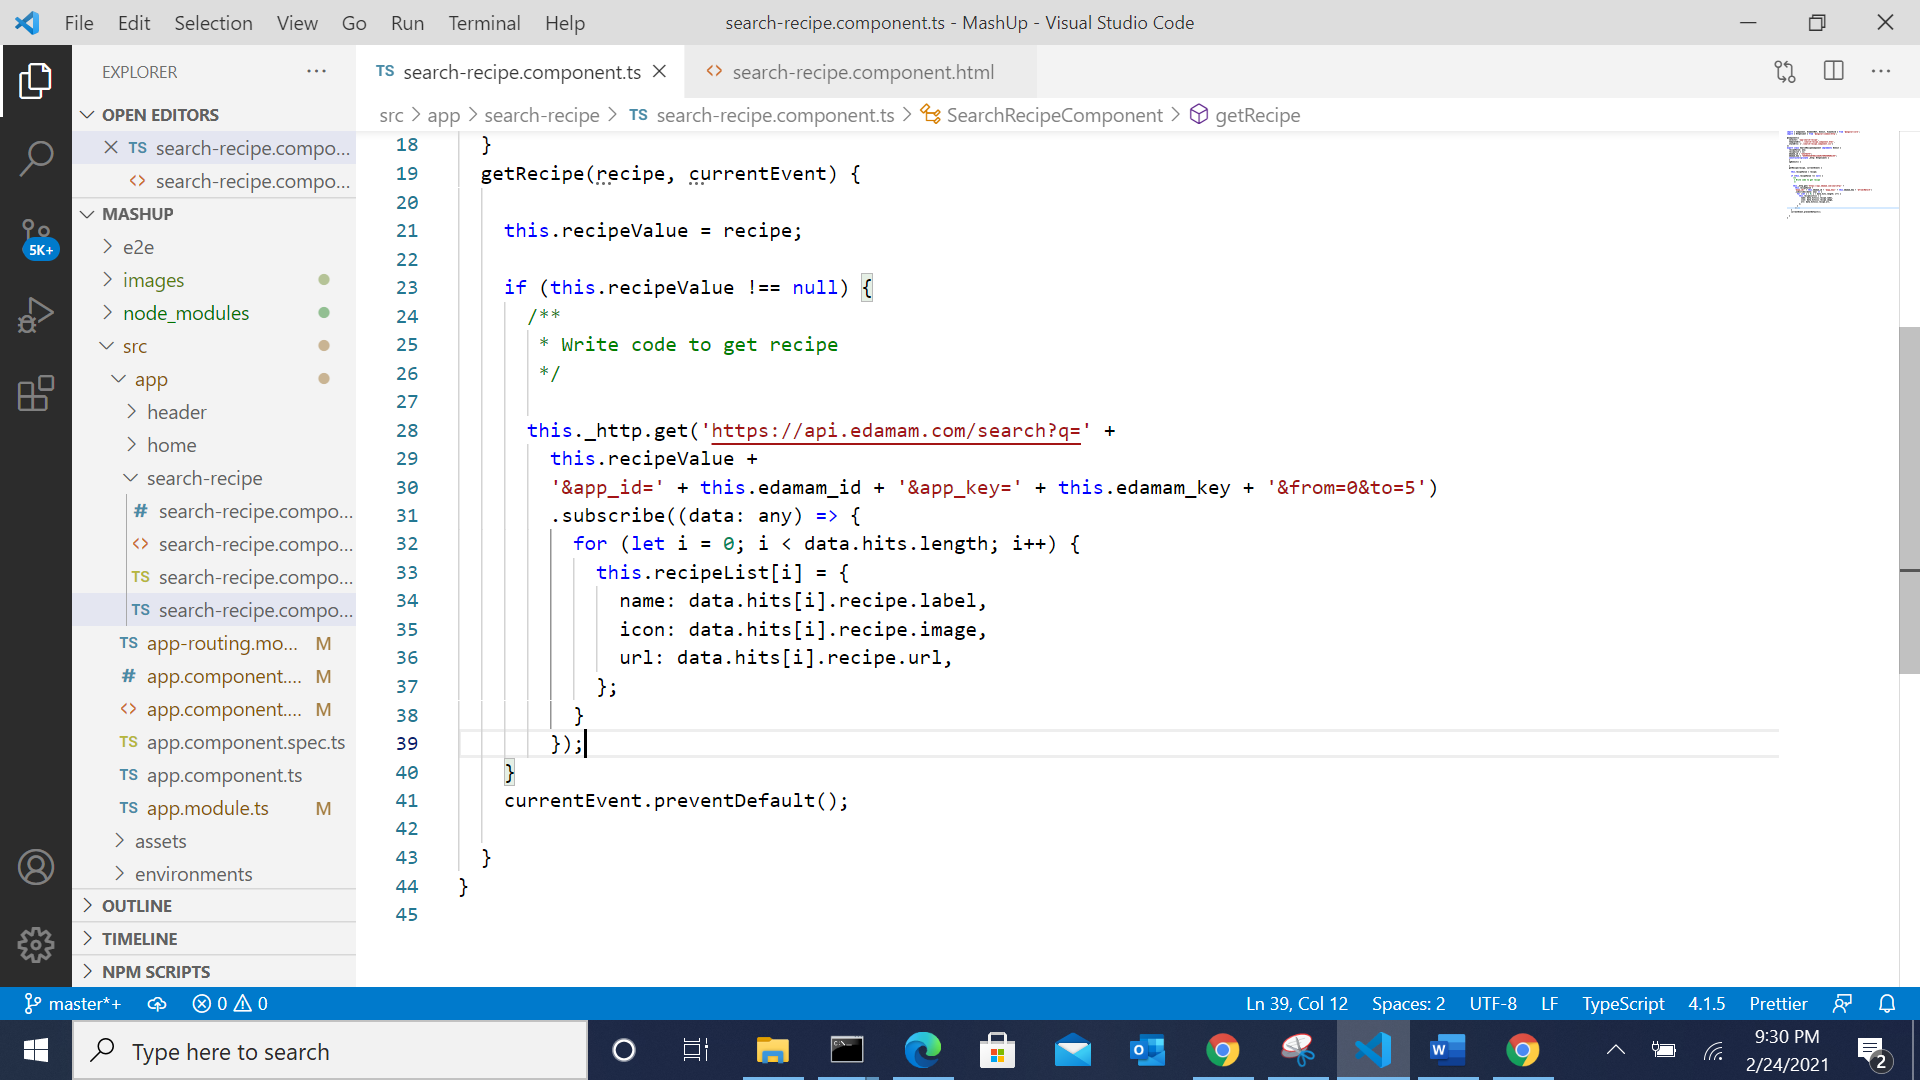 File Edit Selection View Go Run Terminal Help search-recipe.component.ts - MashUp - Visual Studio Code
EXPLORER
OPEN EDITORS
TS search-recipe.compo...
<> search-recipe.compo...
MASHUP
e2e
images
node_modules
src
app
header
home
search-recipe
# search-recipe.compo...
<> search-recipe.compo...
TS search-recipe.compo...
TS search-recipe.compo...
TS app-routing.mo... M
# app.component.... M
<> app.component.... M
TS app.component.spec.ts
TS app.component.ts
TS app.module.ts M
assets
environments
OUTLINE
TIMELINE
NPM SCRIPTS
5K+
TS search-recipe.component.ts <> search-recipe.component.html
src > app > search-recipe > TS search-recipe.component.ts > SearchRecipeComponent > getRecipe
18 }
19 getRecipe(recipe, currentEvent) {
20
21 this.recipeValue = recipe;
22
23 if (this.recipeValue !== null) {
24 /**
25 * Write code to get recipe
26 */
27
28 this._http.get('https://api.edamam.com/search?q=' +
29 this.recipeValue +
30 '&app_id=' + this.edamam_id + '&app_key=' + this.edamam_key + '&from=0&to=5')
31 .subscribe((data: any) => {
32 for (let i = 0; i < data.hits.length; i++) {
33 this.recipeList[i] = {
34 name: data.hits[i].recipe.label,
35 icon: data.hits[i].recipe.image,
36 url: data.hits[i].recipe.url,
37 };
38 }
39 });
40 }
41 currentEvent.preventDefault();
42
43 }
44 }
45
master*+ 0 0 Ln 39, Col 12 Spaces: 2 UTF-8 LF TypeScript 4.1.5 Prettier
Type here to search
9:30 PM
2/24/2021
2